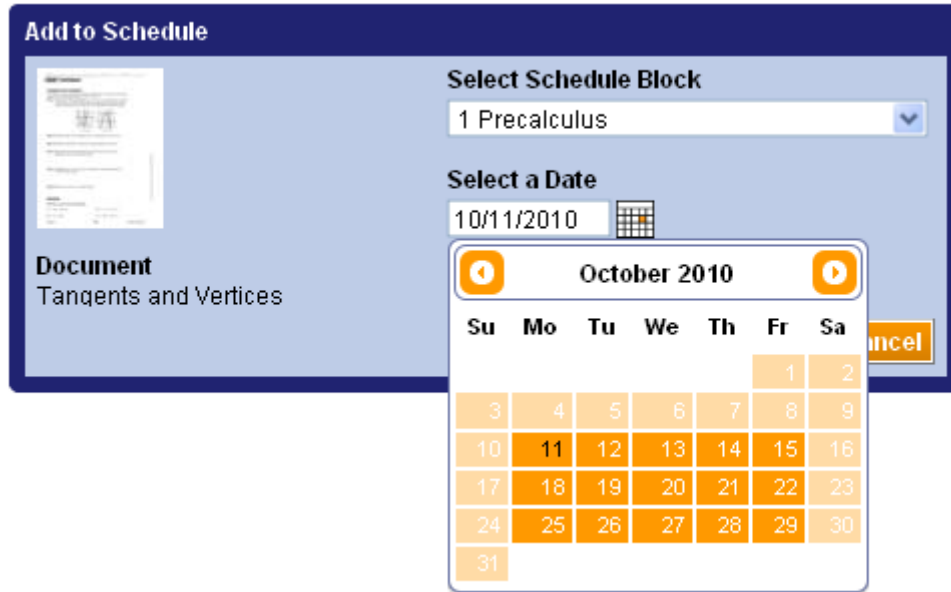 Add to Schedule
Select Schedule Block
1 Precalculus
Select a Date
10/11/2010
Document
Tangents and Vertices
October 2010
Su Mo Tu We Th Fr Sa
ncel
1 2
3 4 5 6 7 8 9
10 11 12 13 14 15 16
17 18 19 20 21 22 23
24 25 26 27 28 29 30
31